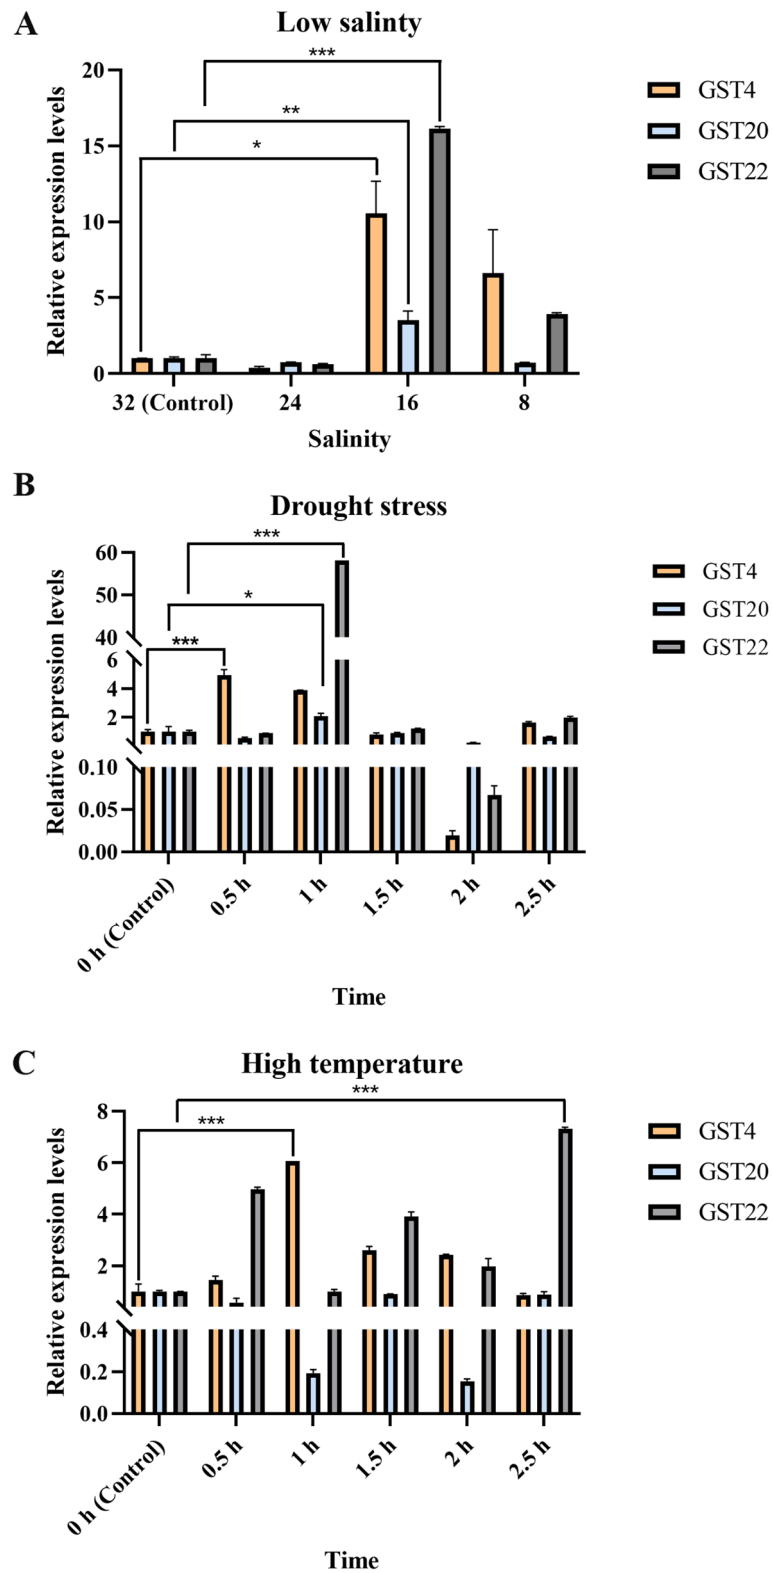 A
Low salinity
***
**
*
Relative expression levels
20
15
10
5
0
32 (Control) 24 16 8
Salinity
GST4
GST20
GST22
B
Drought stress
***
*
***
Relative expression levels
60
50
40
6
4
2
0.10
0.05
0.00
0 h (Control) 0.5 h 1 h 1.5 h 2 h 2.5 h
Time
GST4
GST20
GST22
C
High temperature
***
***
Relative expression levels
8
6
4
2
0.4
0.2
0.0
0 h (Control) 0.5 h 1 h 1.5 h 2 h 2.5 h
Time
GST4
GST20
GST22